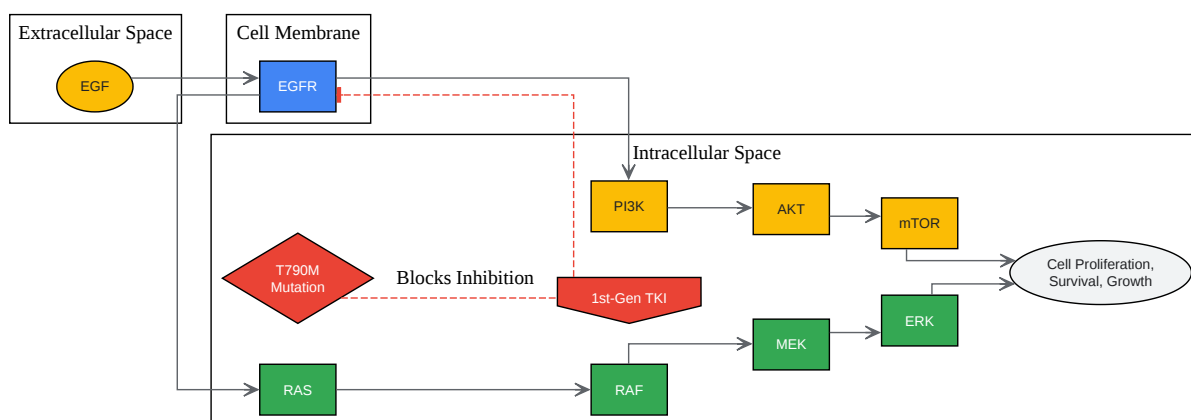 Extracellular Space
Cell Membrane
EGF
EGFR
Intracellular Space
PI3K
AKT
mTOR
T790M
Mutation
Blocks Inhibition
1st-Gen TKI
Cell Proliferation,
Survival, Growth
ERK
MEK
RAS
RAF